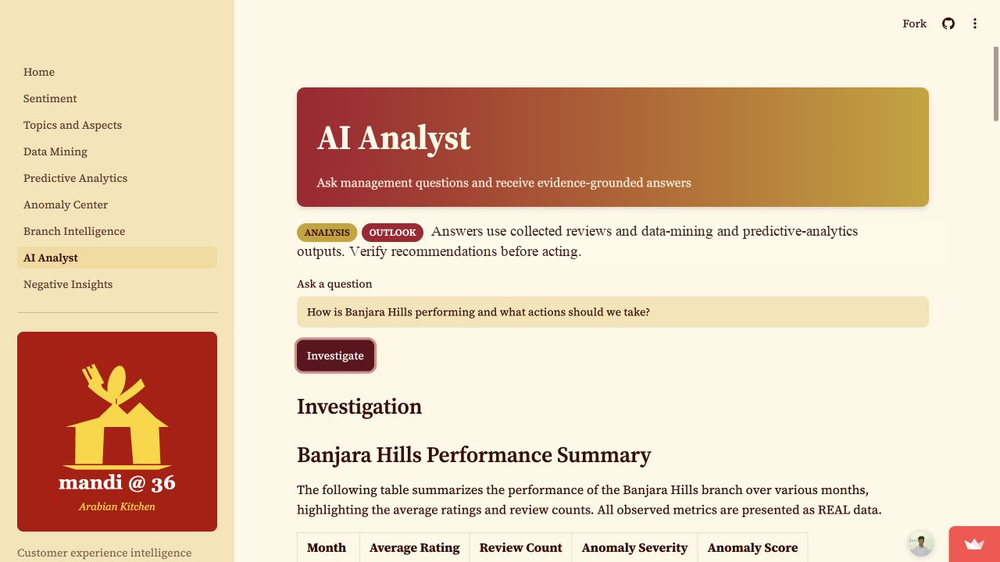 Fork
Home
Sentiment
Topics and Aspects
Data Mining
Predictive Analytics
Anomaly Center
Branch Intelligence
AI Analyst
Negative Insights
mandi @ 36
Arabian Kitchen
Customer experience intelligence
AI Analyst
Ask management questions and receive evidence-grounded answers
ANALYSIS OUTLOOK Answers use collected reviews and data-mining and predictive-analytics
outputs. Verify recommendations before acting.
Ask a question
How is Banjara Hills performing and what actions should we take?
Investigate
Investigation
Banjara Hills Performance Summary
The following table summarizes the performance of the Banjara Hills branch over various months,
highlighting the average ratings and review counts. All observed metrics are presented as REAL data.
Month Average Rating Review Count Anomaly Severity Anomaly Score